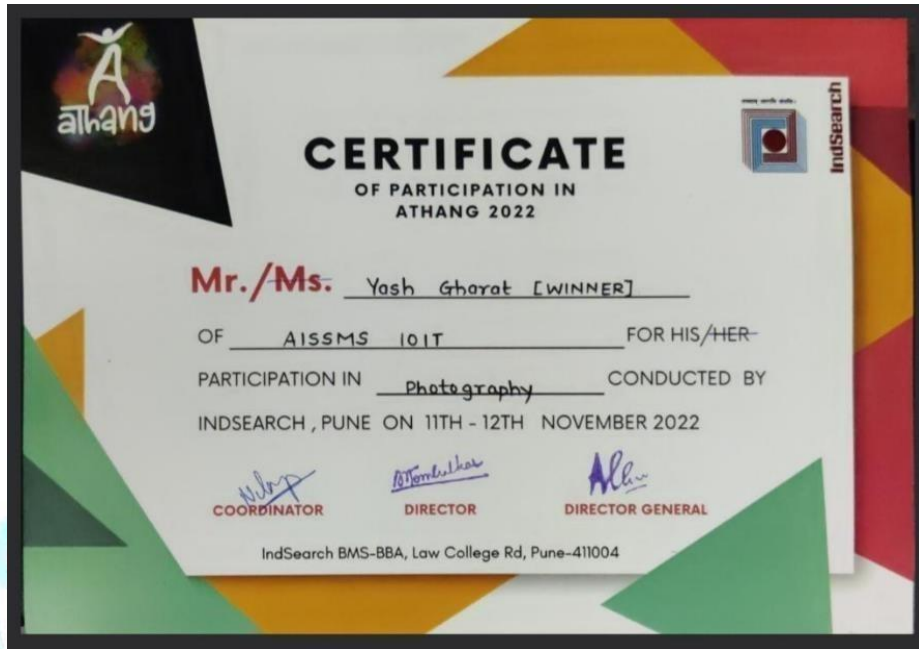 athang
IndSearch
CERTIFICATE
OF PARTICIPATION IN
ATHANG 2022
Mr./Ms. Yash Gharat [WINNER]
OF AISSMS IOIT FOR HIS/HER
PARTICIPATION IN Photography CONDUCTED BY
INDSEARCH , PUNE ON 11TH - 12TH NOVEMBER 2022
COORDINATOR DIRECTOR DIRECTOR GENERAL
IndSearch BMS-BBA, Law College Rd, Pune-411004